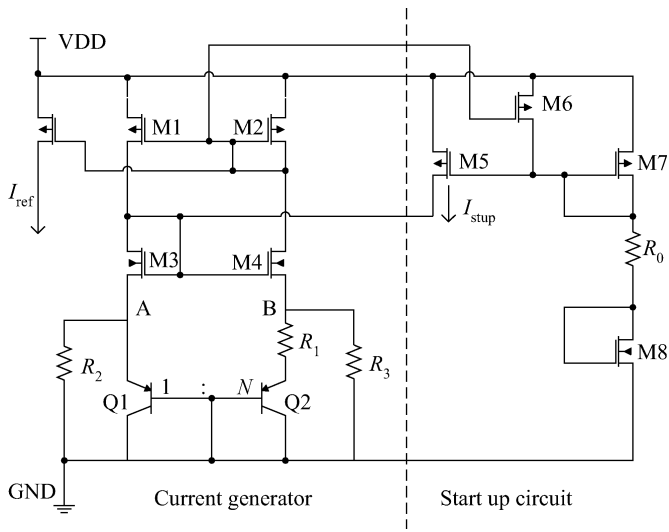 VDD
M1
M2
M6
M5
M7
I_ref
I_stup
R_0
M3
M4
A
B
R_1
R_2
R_3
M8
1 : N
Q1
Q2
GND
Current generator
Start up circuit